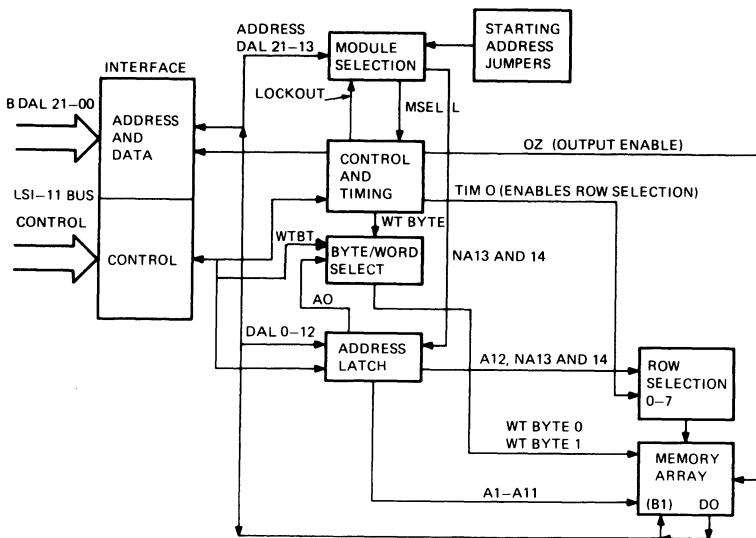 ADDRESS
DAL 21-13
MODULE
SELECTION
STARTING
ADDRESS
JUMPERS
INTERFACE
LOCKOUT
MSEL L
B DAL 21-00
ADDRESS
AND
DATA
CONTROL
AND
TIMING
OZ (OUTPUT ENABLE)
TIM O (ENABLES ROW SELECTION)
LSI-11 BUS
CONTROL
CONTROL
WT BYTE
WTBT
BYTE/WORD
SELECT
NA13 AND 14
AO
DAL 0-12
ADDRESS
LATCH
A12, NA13 AND 14
ROW
SELECTION
0-7
WT BYTE 0
WT BYTE 1
MEMORY
ARRAY
A1-A11
(B1) DO